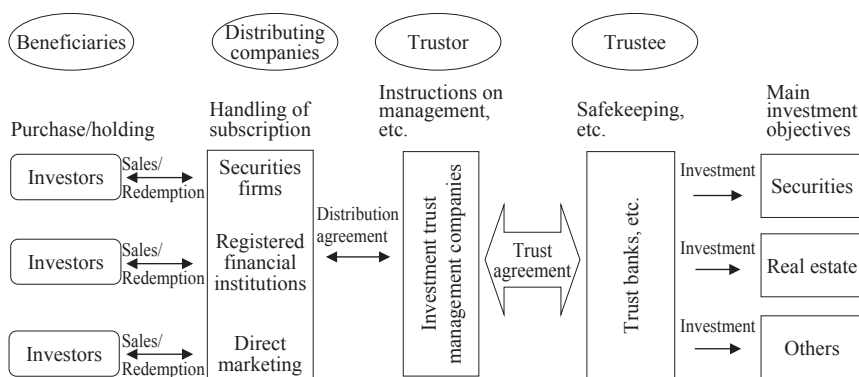 Beneficiaries
Distributing
companies
Trustor
Trustee
Purchase/holding
Handling of
subscription
Instructions on
management,
etc.
Safekeeping,
etc.
Main
investment
objectives
Investors
Sales/
Redemption
Securities
firms
Investors
Sales/
Redemption
Registered
financial
institutions
Investors
Sales/
Redemption
Direct
marketing
Distribution
agreement
Investment trust
management companies
Trust
agreement
Trust banks, etc.
Investment
Securities
Investment
Real estate
Investment
Others